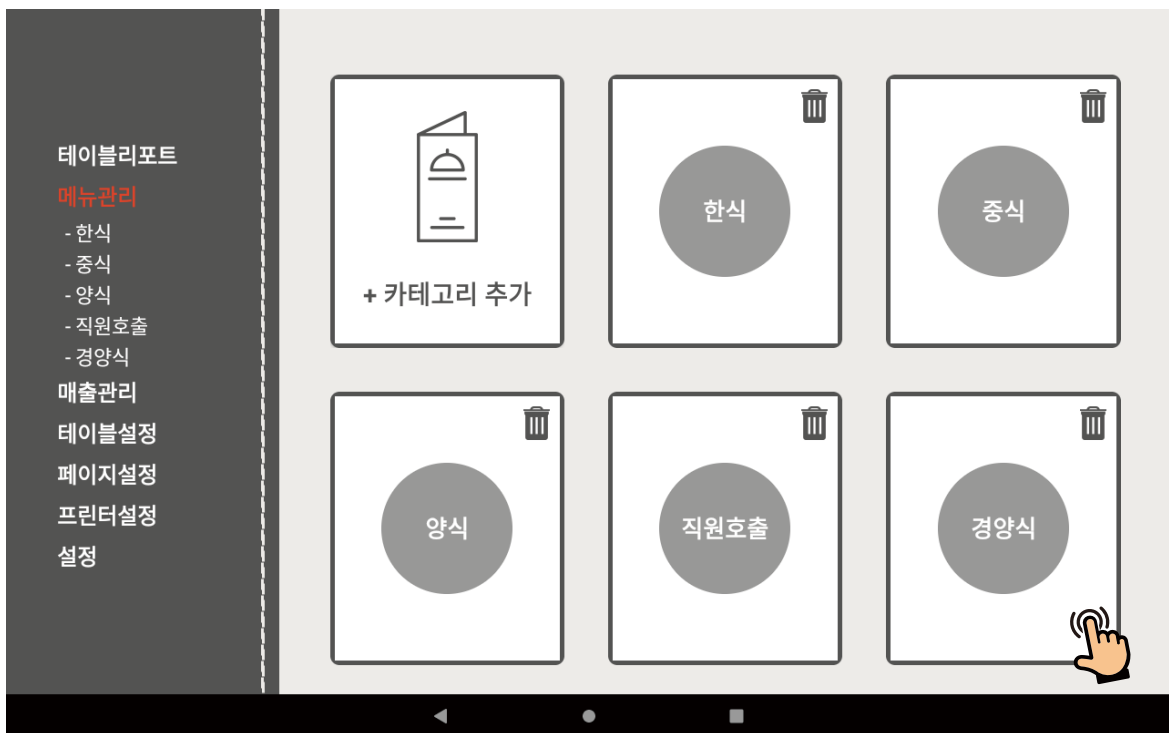 테이블리포트
메뉴관리
- 한식
- 중식
- 양식
- 직원호출
- 경양식
매출관리
테이블설정
페이지설정
프린터설정
설정
+ 카테고리 추가
한식
중식
양식
직원호출
경양식